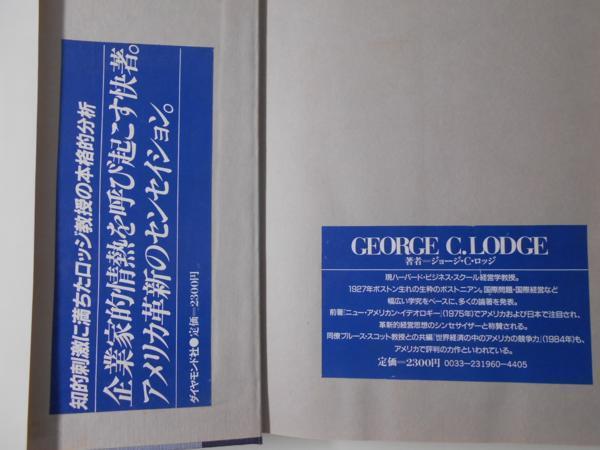 知的刺激に満ちたロッジ教授の本格的分析
企業家的情熱を呼び起こす快著。
アメリカ革新のセンセイション。
ダイヤモンド社●定価—2300円
GEORGE C.LODGE
著者=ジョージ・C・ロッジ
現ハーバード・ビジネス・スクール経営学教授。
1927年ボストン生れの生粋のボストニアン。国際問題・国際経営など
幅広い学究をベースに、多くの論著を発表。
前著『ニュー・アメリカン・イデオロギー』(1975年)でアメリカおよび日本で注目され、
革新的経営思想のシンセサイザーと称賛される。
同僚ブルース・スコット教授との共編『世界経済の中のアメリカの競争力』(1984年)も、
アメリカで評判の力作といわれている。
定価—2300円 0033-231960-4405